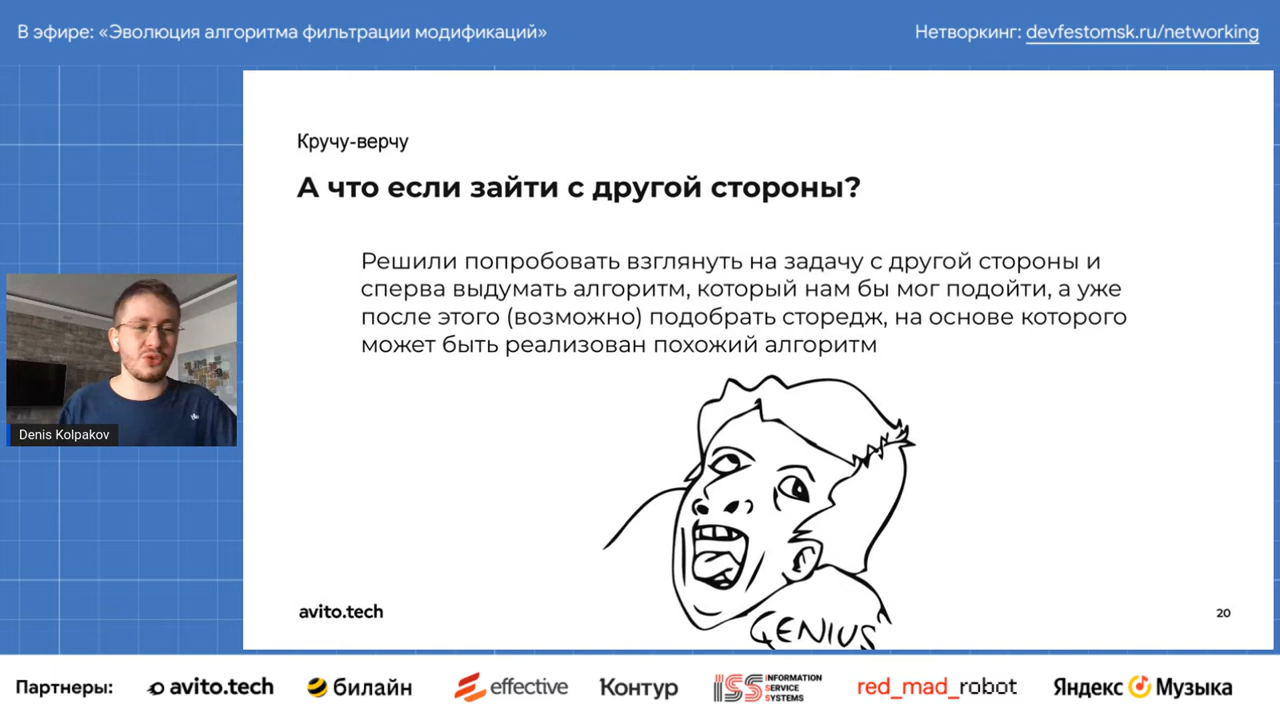 В эфире: «Эволюция алгоритма фильтрации модификаций»
Нетворкинг: devfestomsk.ru/networking
Кручу-верчу
А что если зайти с другой стороны?
Решили попробовать взглянуть на задачу с другой стороны и
сперва выдумать алгоритм, который нам бы мог подойти, а уже
после этого (возможно) подобрать сторедж, на основе которого
может быть реализован похожий алгоритм
Denis Kolpakov
GENIUS
avito.tech
20
Партнеры:
avito.tech
билайн
effective
Контур
ISS INFORMATION
SERVICE
SYSTEMS
red_mad_robot
Яндекс Музыка